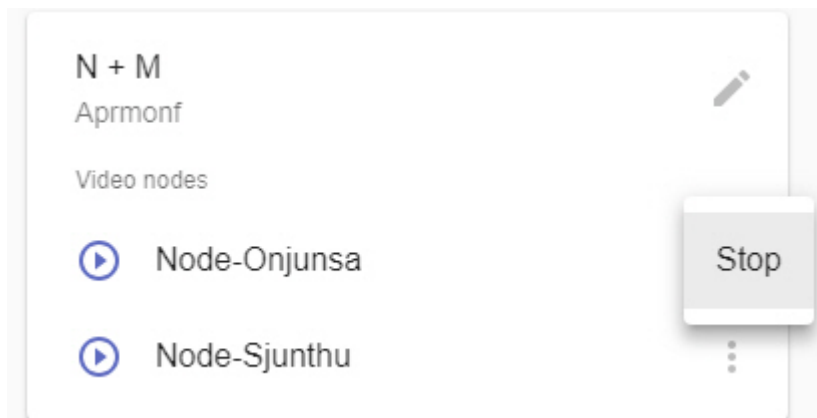 N + M
Aprmonf
Video nodes
Node-Onjunsa
Stop
Node-Sjunthu